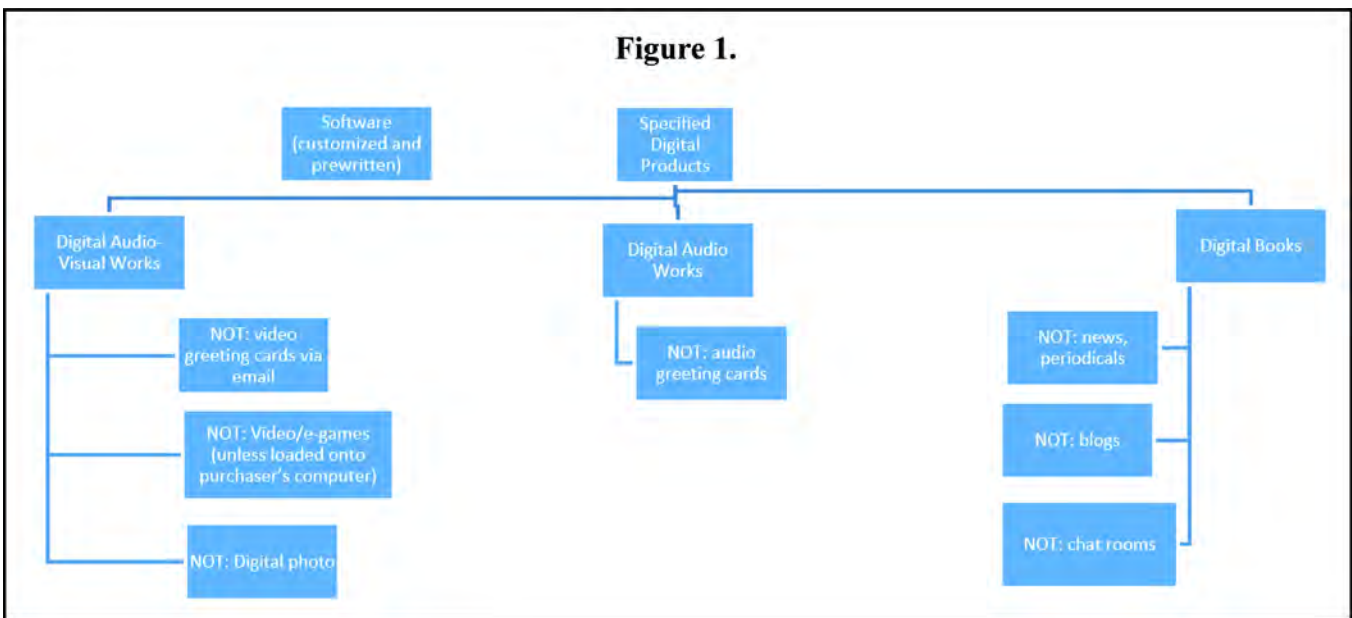 Figure 1.
Software
(customized and
prewritten)
Specified
Digital
Products
Digital Audio-
Visual Works
Digital Audio
Works
Digital Books
NOT: video
greeting cards via
email
NOT: Video/e-games
(unless loaded onto
purchaser's computer)
NOT: Digital photo
NOT: audio
greeting cards
NOT: news,
periodicals
NOT: blogs
NOT: chat rooms